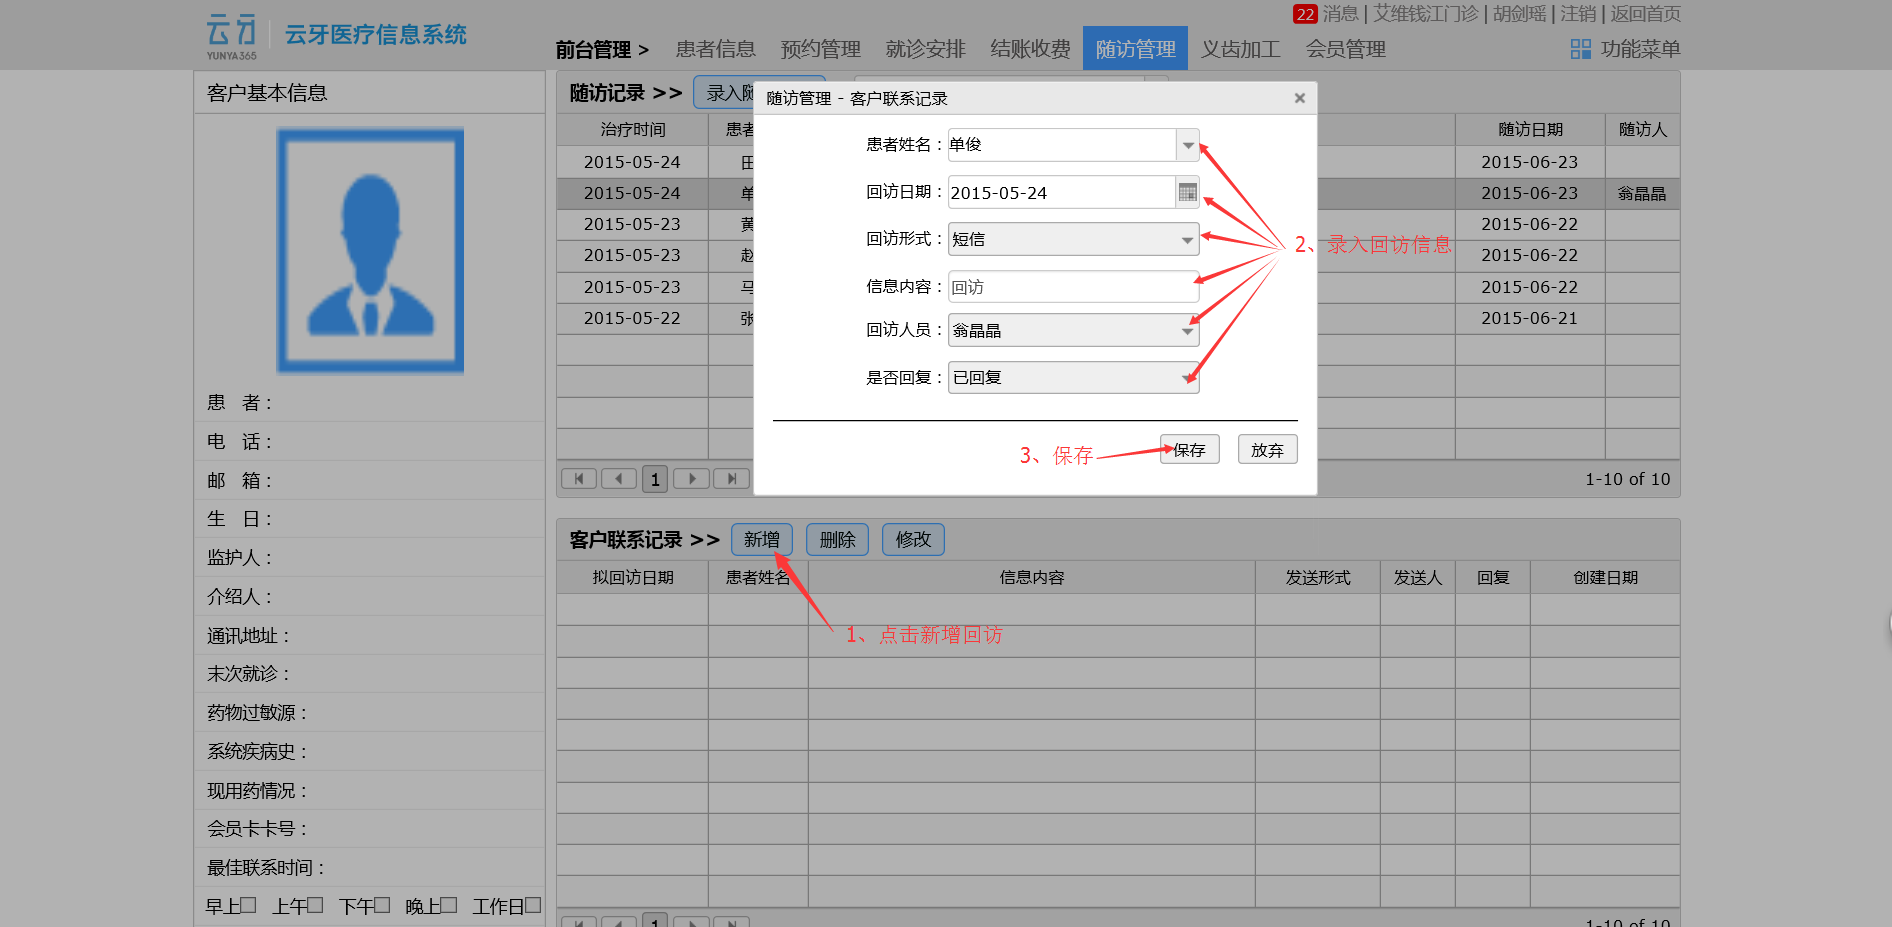 22 消息 | 艾维钱江门诊 | 胡剑瑶 | 注销 | 返回首页
云牙
YUNYA365
云牙医疗信息系统
前台管理 > 患者信息 预约管理 就诊安排 结账收费 随访管理 义齿加工 会员管理 功能菜单
客户基本信息
患 者：
电 话：
邮 箱：
生 日：
监护人：
介绍人：
通讯地址：
末次就诊：
药物过敏源：
系统疾病史：
现用药情况：
会员卡卡号：
最佳联系时间：
早上 上午 下午 晚上 工作日
随访记录 >> 录入随
治疗时间 患者 随访日期 随访人
2015-05-24 田 2015-06-23
2015-05-24 单 2015-06-23 翁晶晶
2015-05-23 黄 2015-06-22
2015-05-23 赵 2015-06-22
2015-05-23 马 2015-06-22
2015-05-22 张 2015-06-21
1 1-10 of 10
随访管理 - 客户联系记录 ×
患者姓名：单俊
回访日期：2015-05-24
回访形式：短信
信息内容：回访
回访人员：翁晶晶
是否回复：已回复
2、录入回访信息
3、保存 保存 放弃
客户联系记录 >> 新增 删除 修改
拟回访日期 患者姓名 信息内容 发送形式 发送人 回复 创建日期
1、点击新增回访
1 1-10 of 10